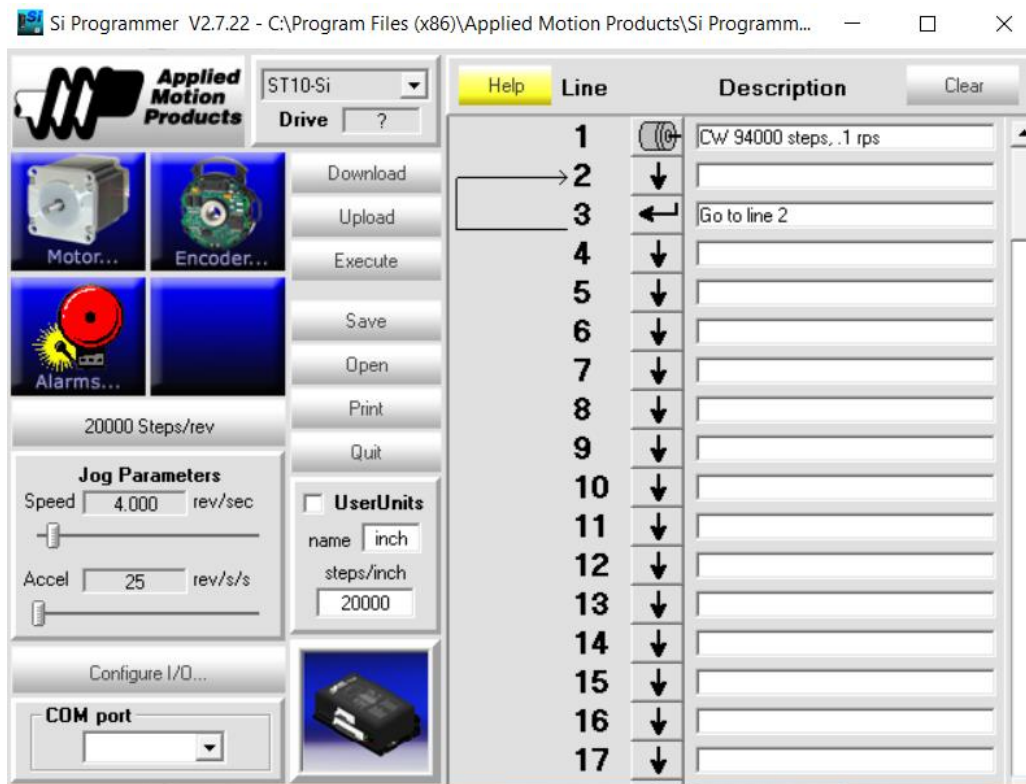 Si Programmer V2.7.22 - C:\Program Files (x86)\Applied Motion Products\Si Programm...
Applied
Motion
Products
ST10-Si
Drive ?
Motor...
Encoder...
Alarms...
20000 Steps/rev
Jog Parameters
Speed 4.000 rev/sec
Accel 25 rev/s/s
Configure I/O...
COM port
Download
Upload
Execute
Save
Open
Print
Quit
UserUnits
name inch
steps/inch
20000
Help Line Description Clear
1 CW 94000 steps, .1 rps
2
3 Go to line 2
4
5
6
7
8
9
10
11
12
13
14
15
16
17